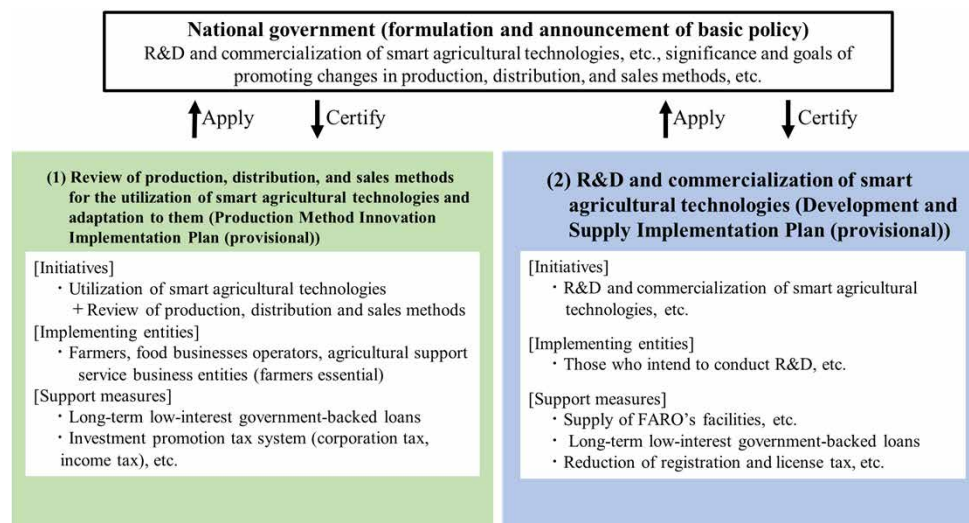 National government (formulation and announcement of basic policy)
R&D and commercialization of smart agricultural technologies, etc., significance and goals of
promoting changes in production, distribution, and sales methods, etc.
Apply
Certify
Apply
Certify
(1) Review of production, distribution, and sales methods
for the utilization of smart agricultural technologies and
adaptation to them (Production Method Innovation
Implementation Plan (provisional))
[Initiatives]
・Utilization of smart agricultural technologies
+Review of production, distribution and sales methods
[Implementing entities]
・Farmers, food businesses operators, agricultural support
service business entities (farmers essential)
[Support measures]
・Long-term low-interest government-backed loans
・Investment promotion tax system (corporation tax,
income tax), etc.
(2) R&D and commercialization of smart
agricultural technologies (Development and
Supply Implementation Plan (provisional))
[Initiatives]
・R&D and commercialization of smart agricultural
technologies, etc.
[Implementing entities]
・Those who intend to conduct R&D, etc.
[Support measures]
・Supply of FARO's facilities, etc.
・Long-term low-interest government-backed loans
・Reduction of registration and license tax, etc.